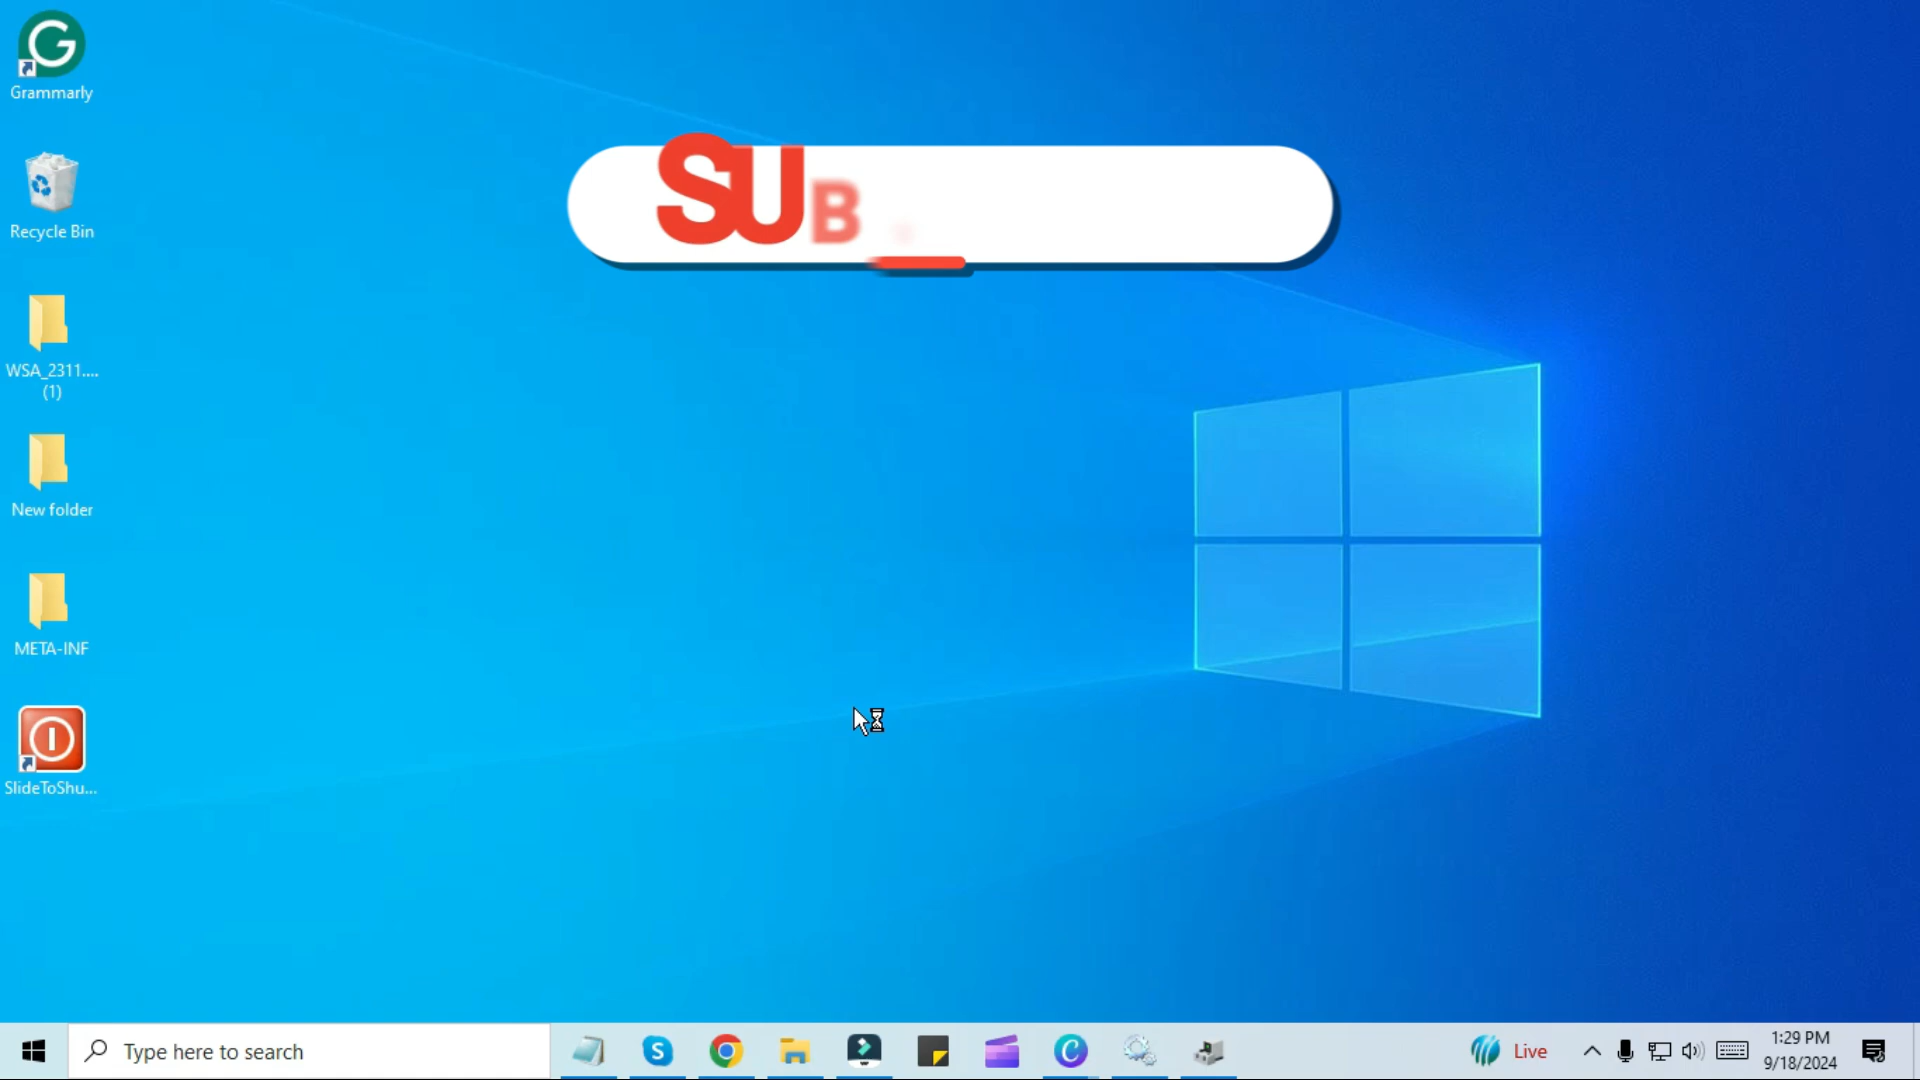 Grammarly
Recycle Bin
WSA_2311....
(1)
New folder
META-INF
SlideToShu...
SUB
Type here to search
Live
1:29 PM
9/18/2024